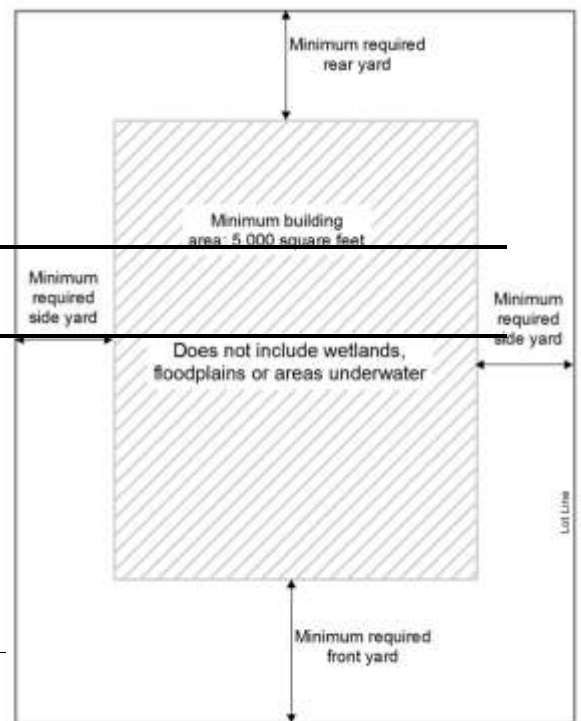 Minimum required
rear yard
Minimum building
area: 5,000 square feet
Minimum
required
side yard
Minimum
required
side yard
Does not include wetlands,
floodplains or areas underwater
Lot Line
Minimum required
front yard